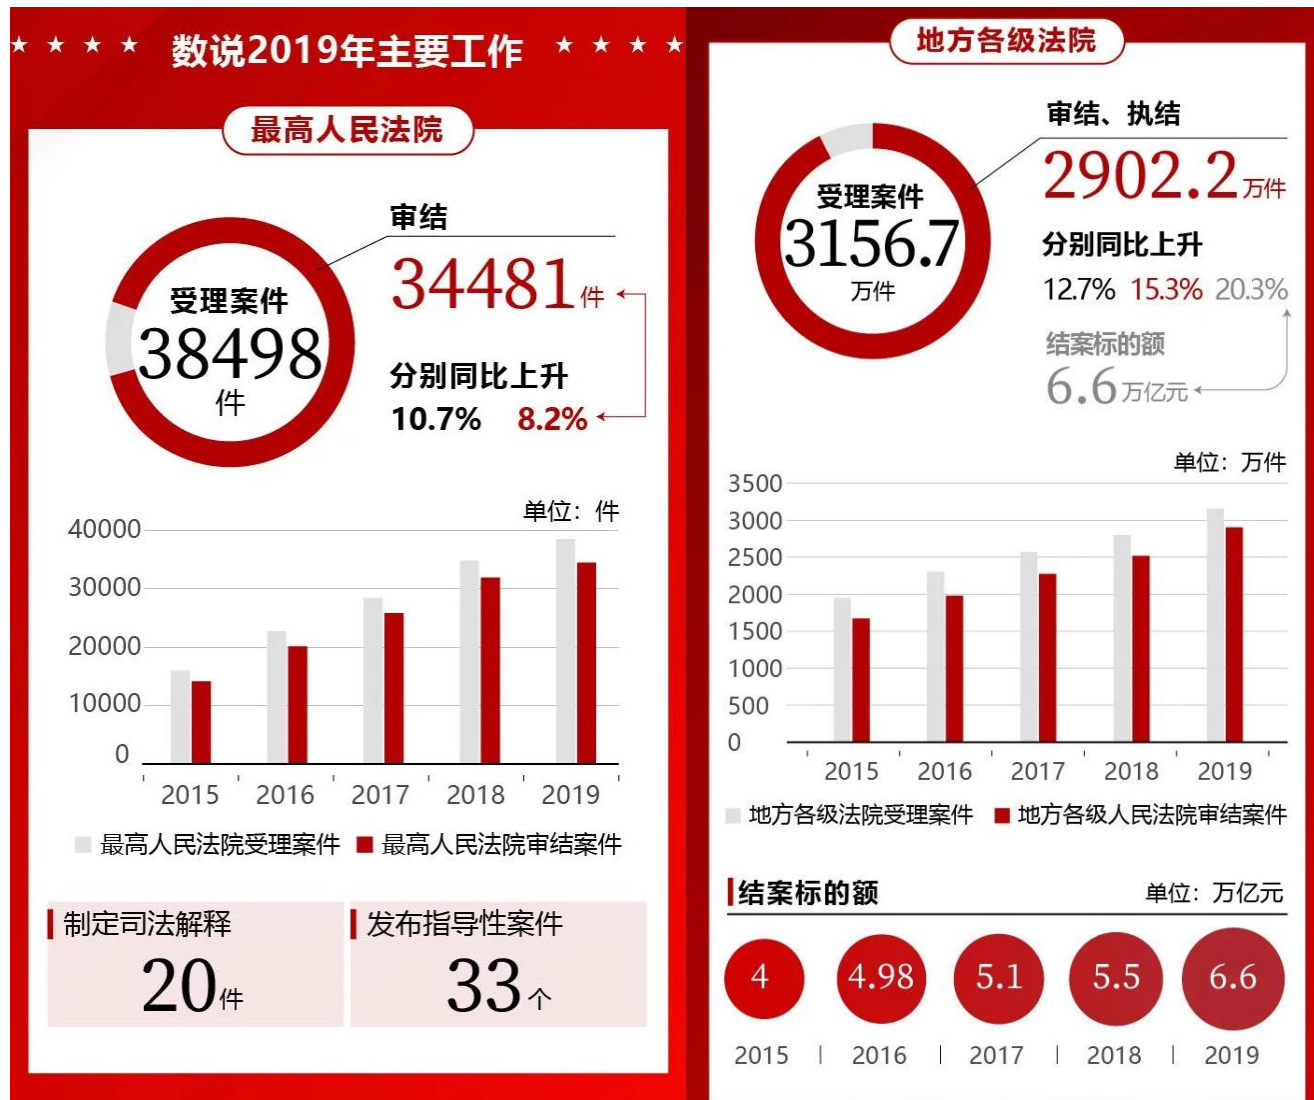 数说2019年主要工作
最高人民法院
受理案件
38498
件
审结
34481件
分别同比上升
10.7% 8.2%
单位：件
40000
30000
20000
10000
0
2015 2016 2017 2018 2019
最高人民法院受理案件 最高人民法院审结案件
制定司法解释
20件
发布指导性案件
33个
地方各级法院
受理案件
3156.7
万件
审结、执结
2902.2万件
分别同比上升
12.7% 15.3% 20.3%
结案标的额
6.6万亿元
单位：万件
3500
3000
2500
2000
1500
1000
500
0
2015 2016 2017 2018 2019
地方各级法院受理案件 地方各级人民法院审结案件
结案标的额 单位：万亿元
4 4.98 5.1 5.5 6.6
2015 | 2016 | 2017 | 2018 | 2019